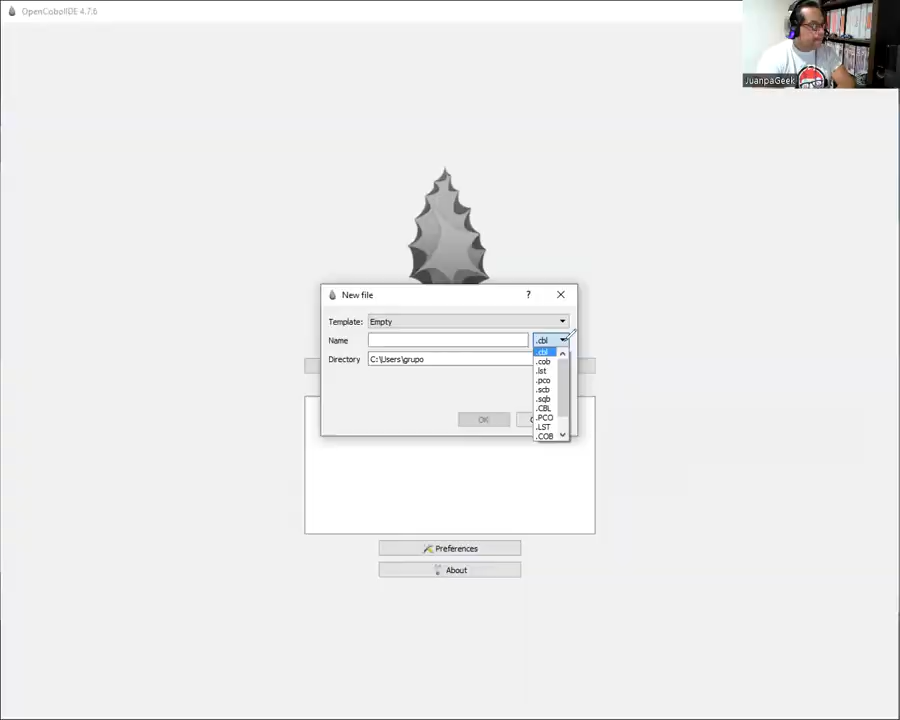 OpenCobolIDE 4.7.6
JuanpaGeek
New file
?
Template:
Empty
Name
.cbl
.cbl
.cob
.lst
.pco
.scb
.sqb
.CBL
.PCO
.LST
.COB
Directory
C:\Users\grupo
OK
Preferences
About